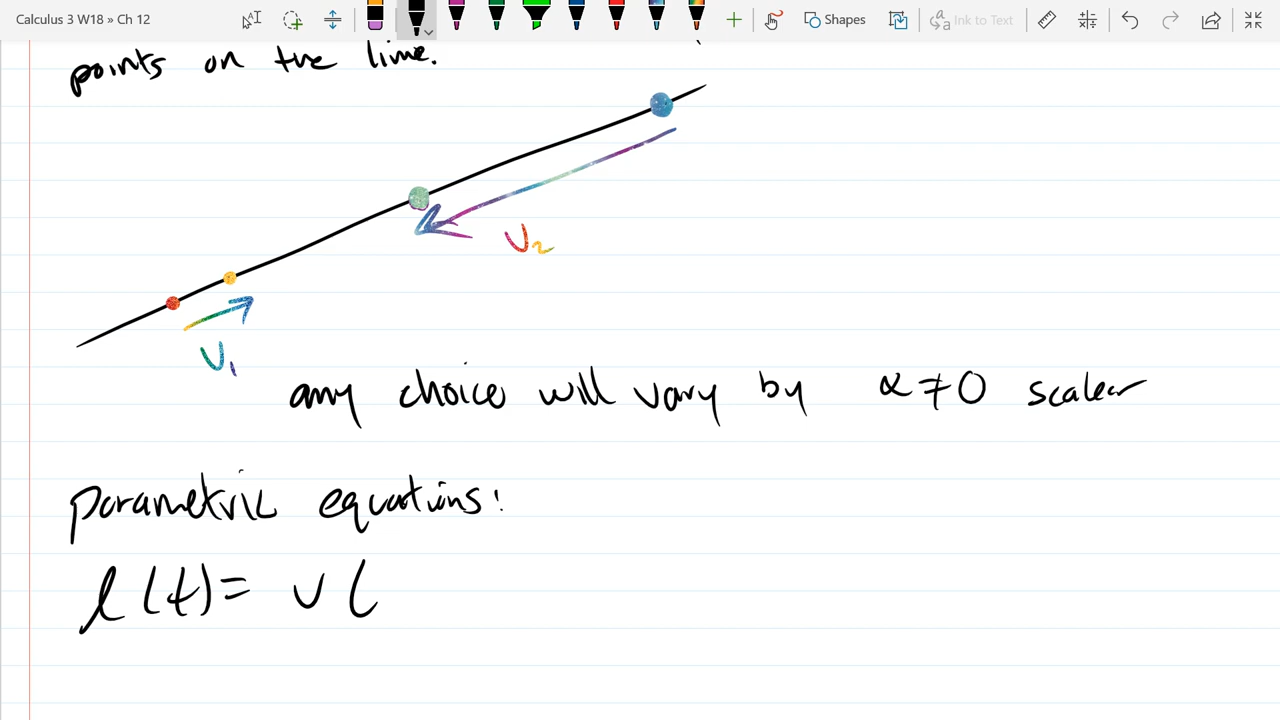 Calculus 3 W18 » Ch 12
Shapes
Ink to Text
points on the line.
V₂
V₁
any choice will vary by α≠0 scalar
parametric equations:
l(t)= v(